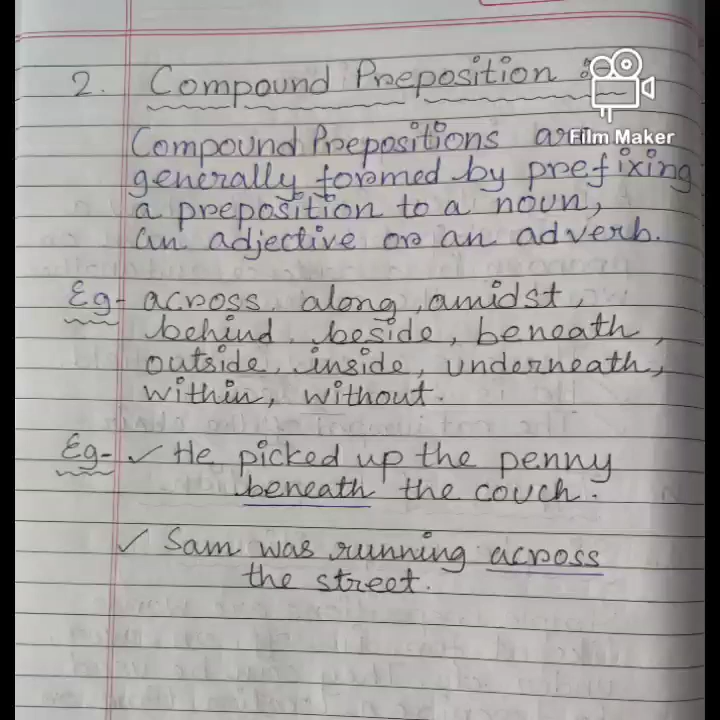 2. Compound Preposition :
Film Maker
Compound Prepositions are
generally formed by prefixing
a preposition to a noun,
an adjective or an adverb.
Eg- across, along, amidst,
behind, beside, beneath,
outside, inside, underneath,
within, without.
Eg- ✓ He picked up the penny
beneath the couch.
✓ Sam was running across
the street.